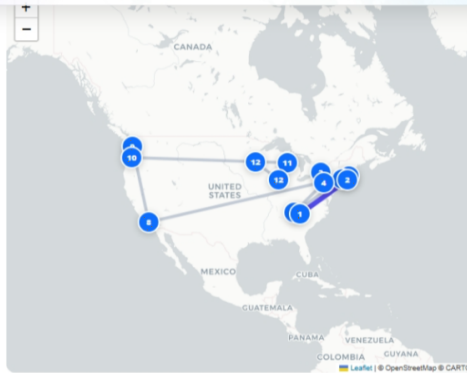 +
−
CANADA
10
12
11
12
4
2
UNITED
STATES
1
8
MEXICO
CUBA
GUATEMALA
PANAMA
VENEZUELA
COLOMBIA
GUYANA
Leaflet | © OpenStreetMap © CART